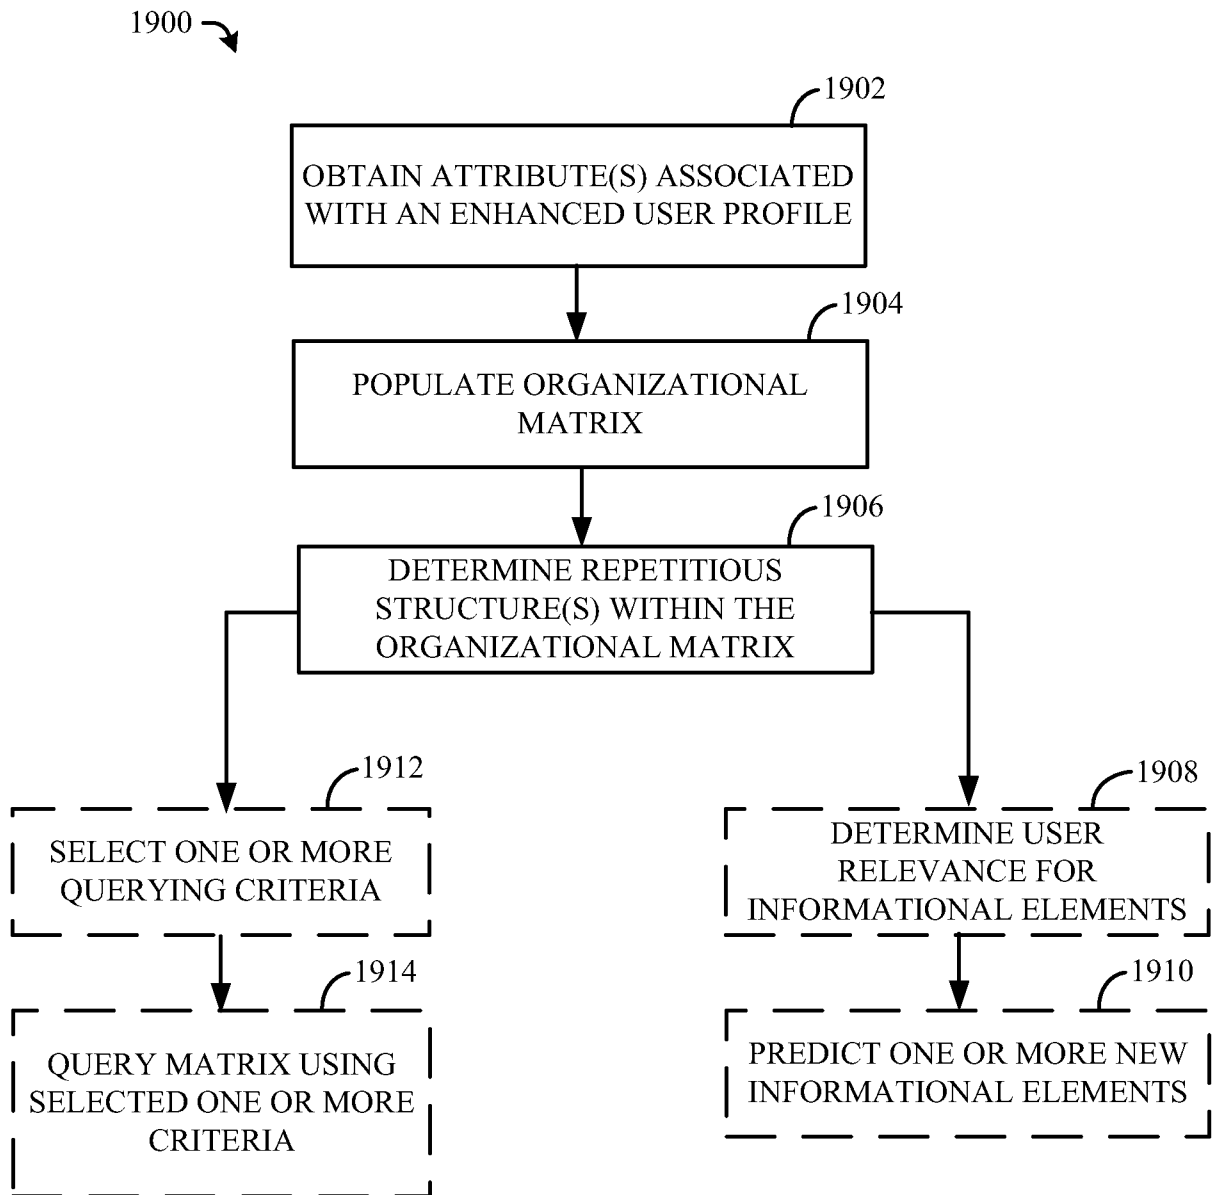 1900
1902
OBTAIN ATTRIBUTE(S) ASSOCIATED
WITH AN ENHANCED USER PROFILE
1904
POPULATE ORGANIZATIONAL
MATRIX
1906
DETERMINE REPETITIOUS
STRUCTURE(S) WITHIN THE
ORGANIZATIONAL MATRIX
1912
SELECT ONE OR MORE
QUERYING CRITERIA
1914
QUERY MATRIX USING
SELECTED ONE OR MORE
CRITERIA
1908
DETERMINE USER
RELEVANCE FOR
INFORMATIONAL ELEMENTS
1910
PREDICT ONE OR MORE NEW
INFORMATIONAL ELEMENTS